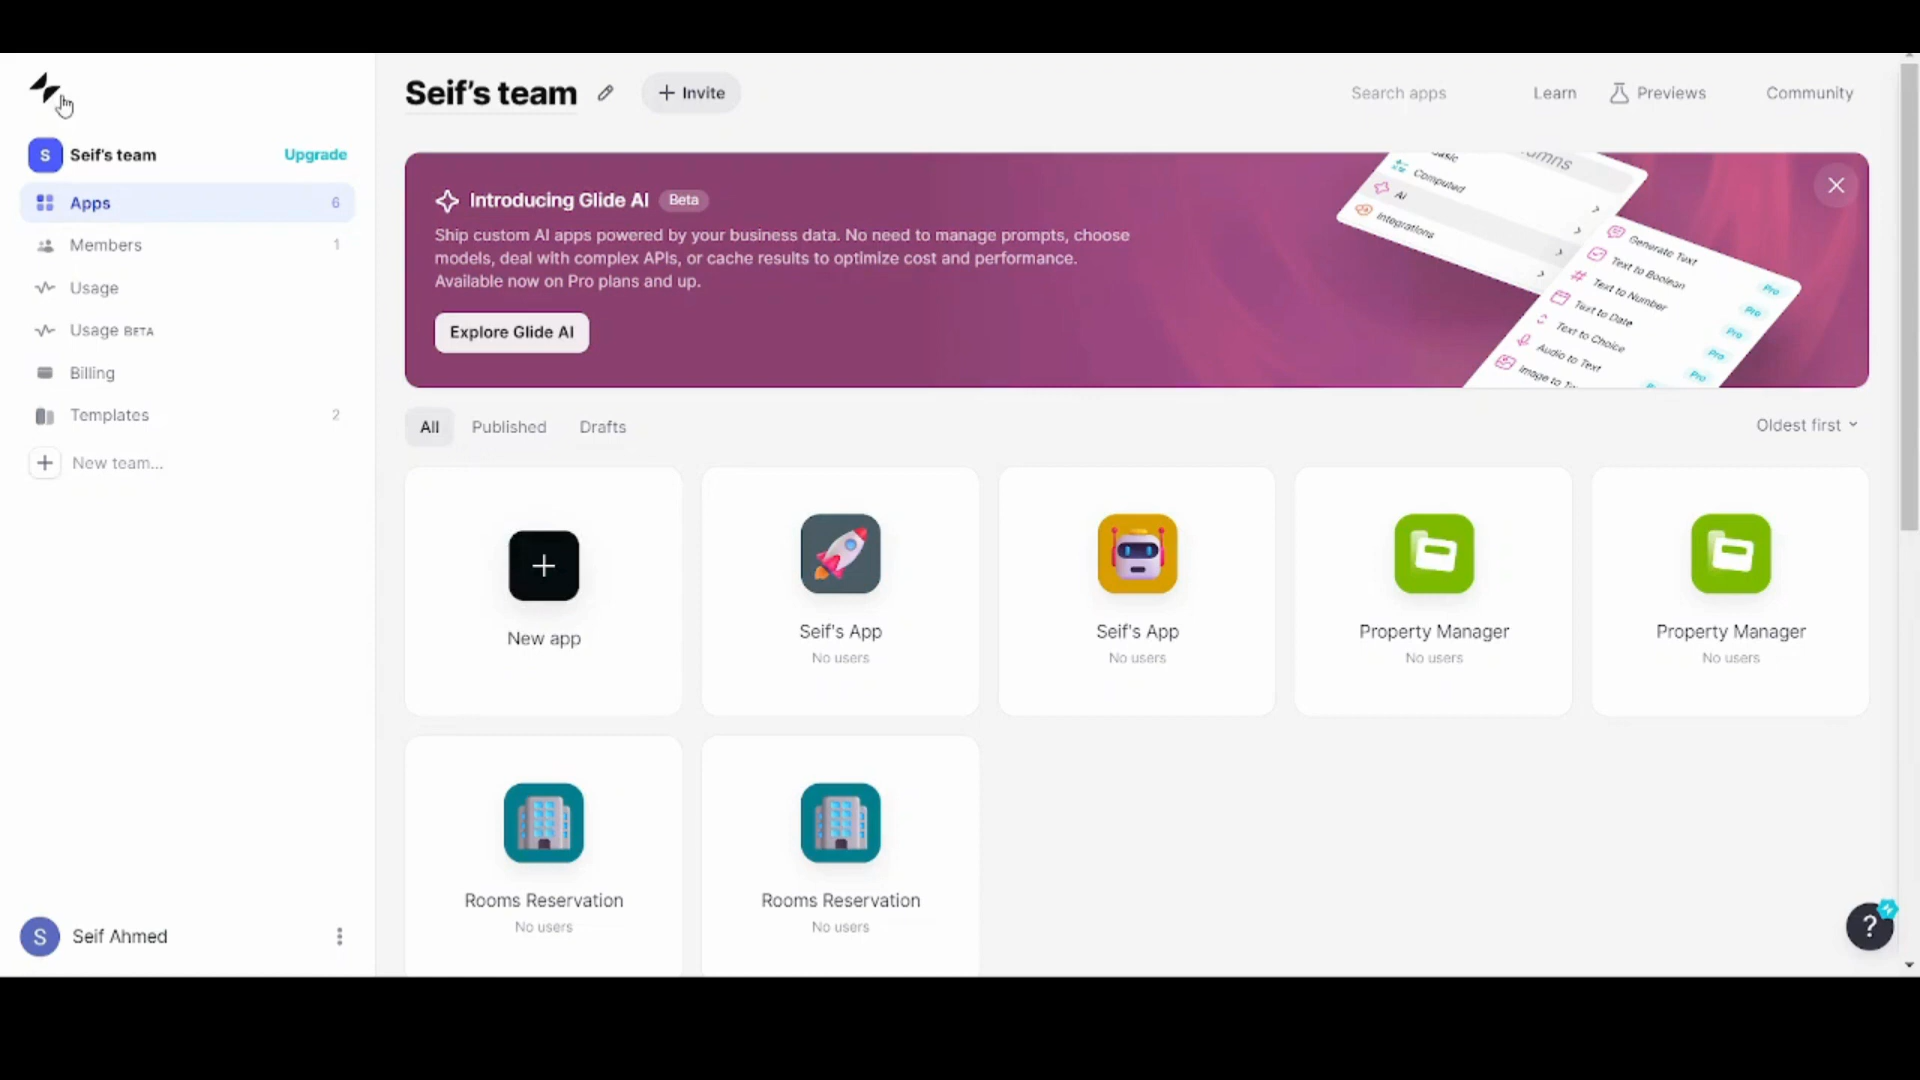 Seif's team
Invite
Search apps
Learn
Previews
Community
S
Seif's team
Upgrade
Apps
6
Members
1
Usage
Usage BETA
Billing
Templates
2
New team...
Introducing Glide AI
Beta
Ship custom AI apps powered by your business data. No need to manage prompts, choose
models, deal with complex APIs, or cache results to optimize cost and performance.
Available now on Pro plans and up.
Explore Glide AI
Computed
AI
Integrations
Generate Text
Pro
Text to Boolean
Pro
Text to Number
Pro
Text to Date
Pro
Text to Choice
Pro
Audio to Text
Image to
All
Published
Drafts
Oldest first
New app
Seif's App
No users
Seif's App
No users
Property Manager
No users
Property Manager
No users
Rooms Reservation
No users
Rooms Reservation
No users
S
Seif Ahmed
?